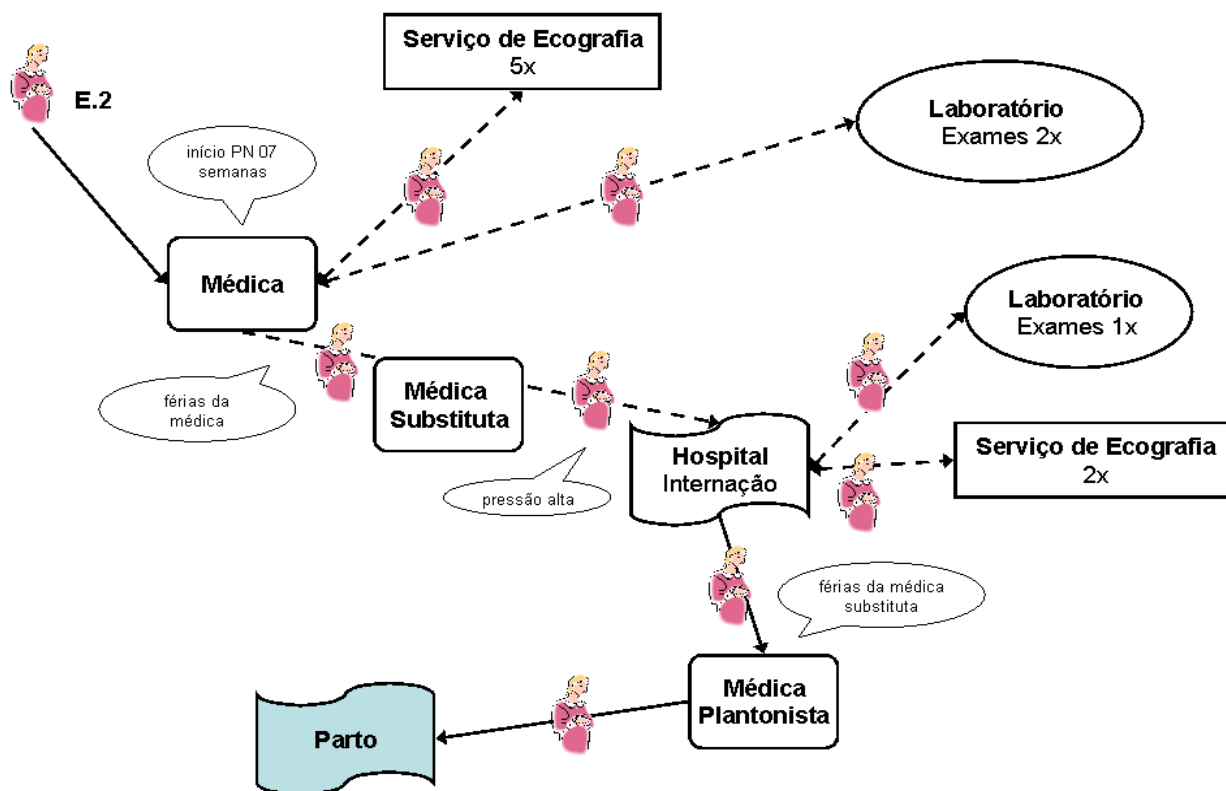 Serviço de Ecografia
5x
E.2
Laboratório
Exames 2x
início PN 07
semanas
Médica
Laboratório
Exames 1x
férias da
médica
Médica
Substituta
Hospital
Internação
Serviço de Ecografia
2x
pressão alta
férias da médica
substituta
Médica
Plantonista
Parto